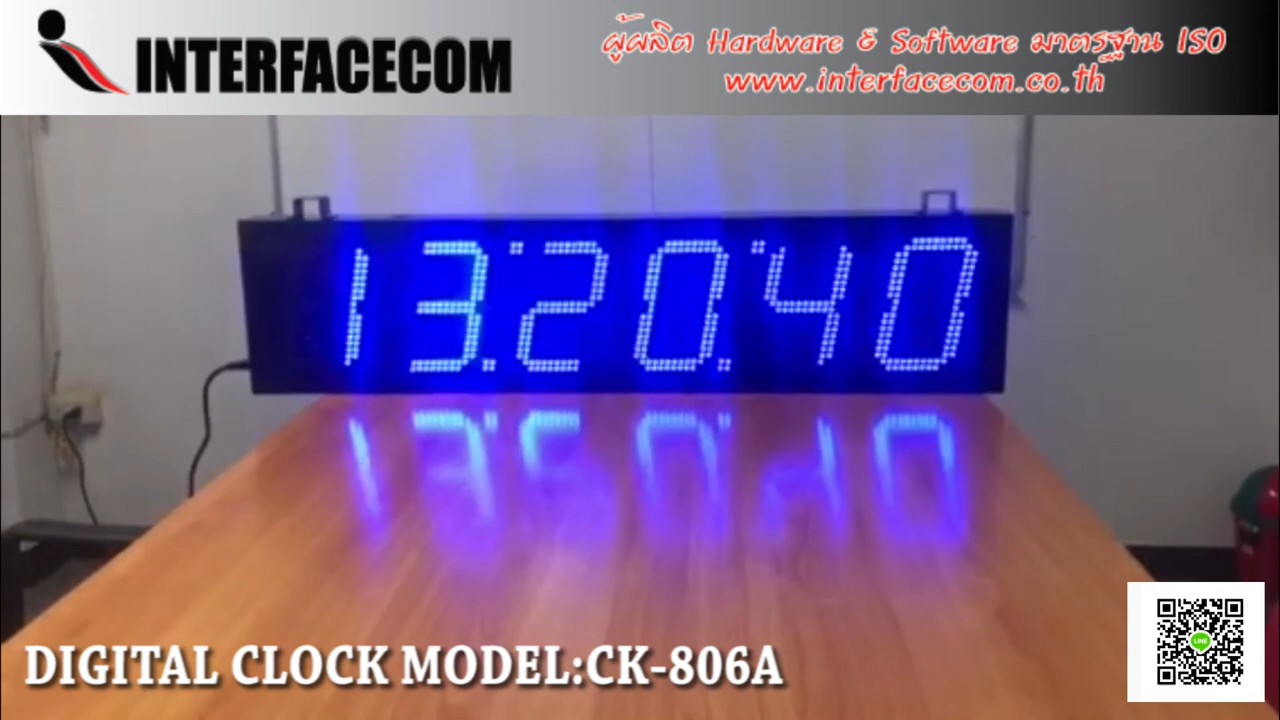 INTERFACECOM
ผู้ผลิต Hardware & Software มาตรฐาน ISO
www.interfacecom.co.th
13:20:40
DIGITAL CLOCK MODEL:CK-806A
LINE